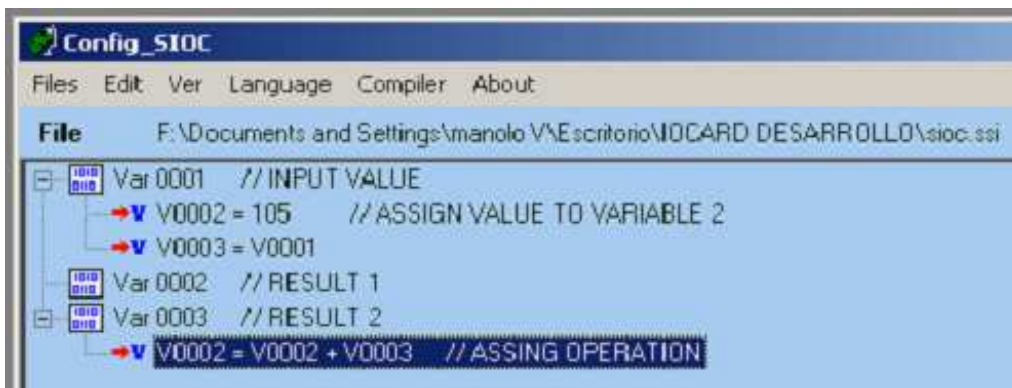 Config_SIOC
Files Edit Ver Language Compiler About
File F:\Documents and Settings\manolo V\Escritorio\IOCARD DESARROLLO\sioc.ssi
Var 0001 // INPUT VALUE
V V0002 = 105 // ASSIGN VALUE TO VARIABLE 2
V V0003 = V0001
Var 0002 // RESULT 1
Var 0003 // RESULT 2
V V0002 = V0002 + V0003 // ASSING OPERATION